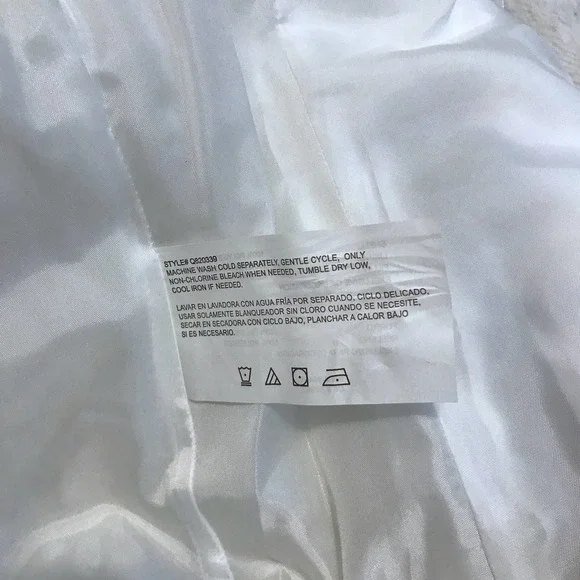 STYLE# Q820339
MACHINE WASH COLD SEPARATELY, GENTLE CYCLE, ONLY
NON-CHLORINE BLEACH WHEN NEEDED, TUMBLE DRY LOW,
COOL IRON IF NEEDED.
LAVAR EN LAVADORA CON AGUA FRÍA POR SEPARADO, CICLO DELICADO,
USAR SOLAMENTE BLANQUEADOR SIN CLORO CUANDO SE NECESITE,
SECAR EN SECADORA CON CICLO BAJO, PLANCHAR A CALOR BAJO
SI ES NECESARIO.